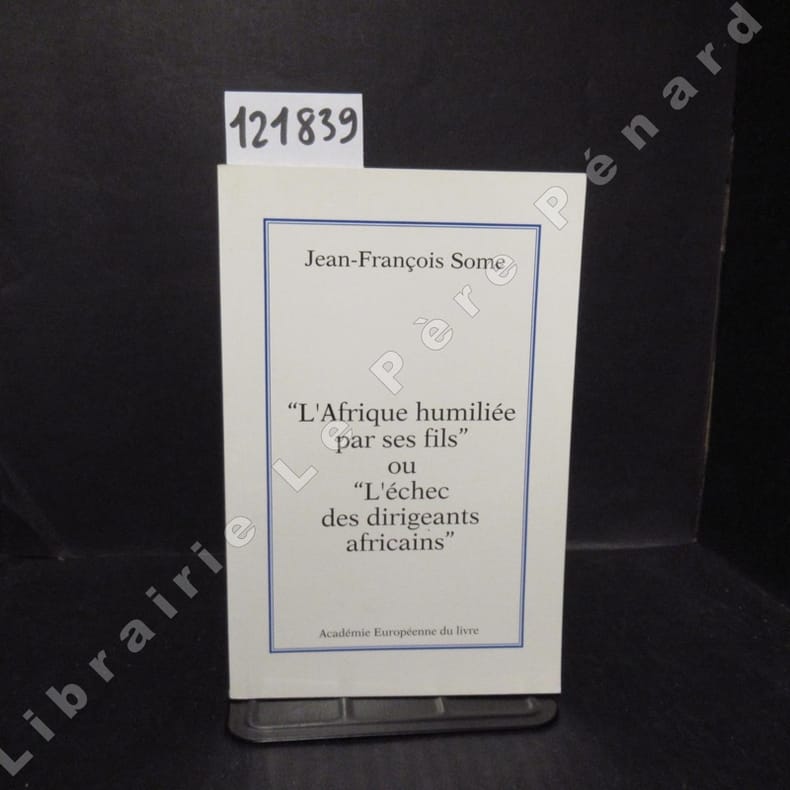 121839
Jean-François Some
“L'Afrique humiliée
par ses fils”
ou
“L'échec
des dirigeants
africains”
Académie Européenne du livre
Librairie Le Père Pénard